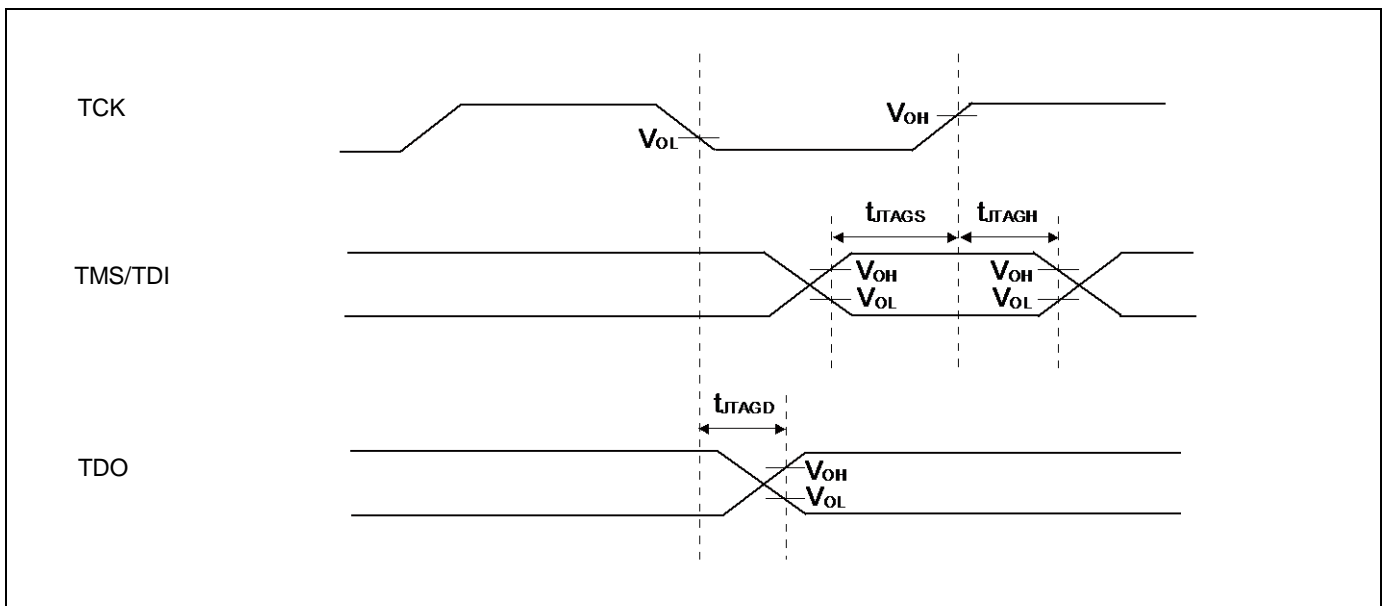 TCK
VOL
VOH
tJTAGS
tJTAGH
TMS/TDI
VOH
VOL
VOH
VOL
tJTAGD
TDO
VOH
VOL